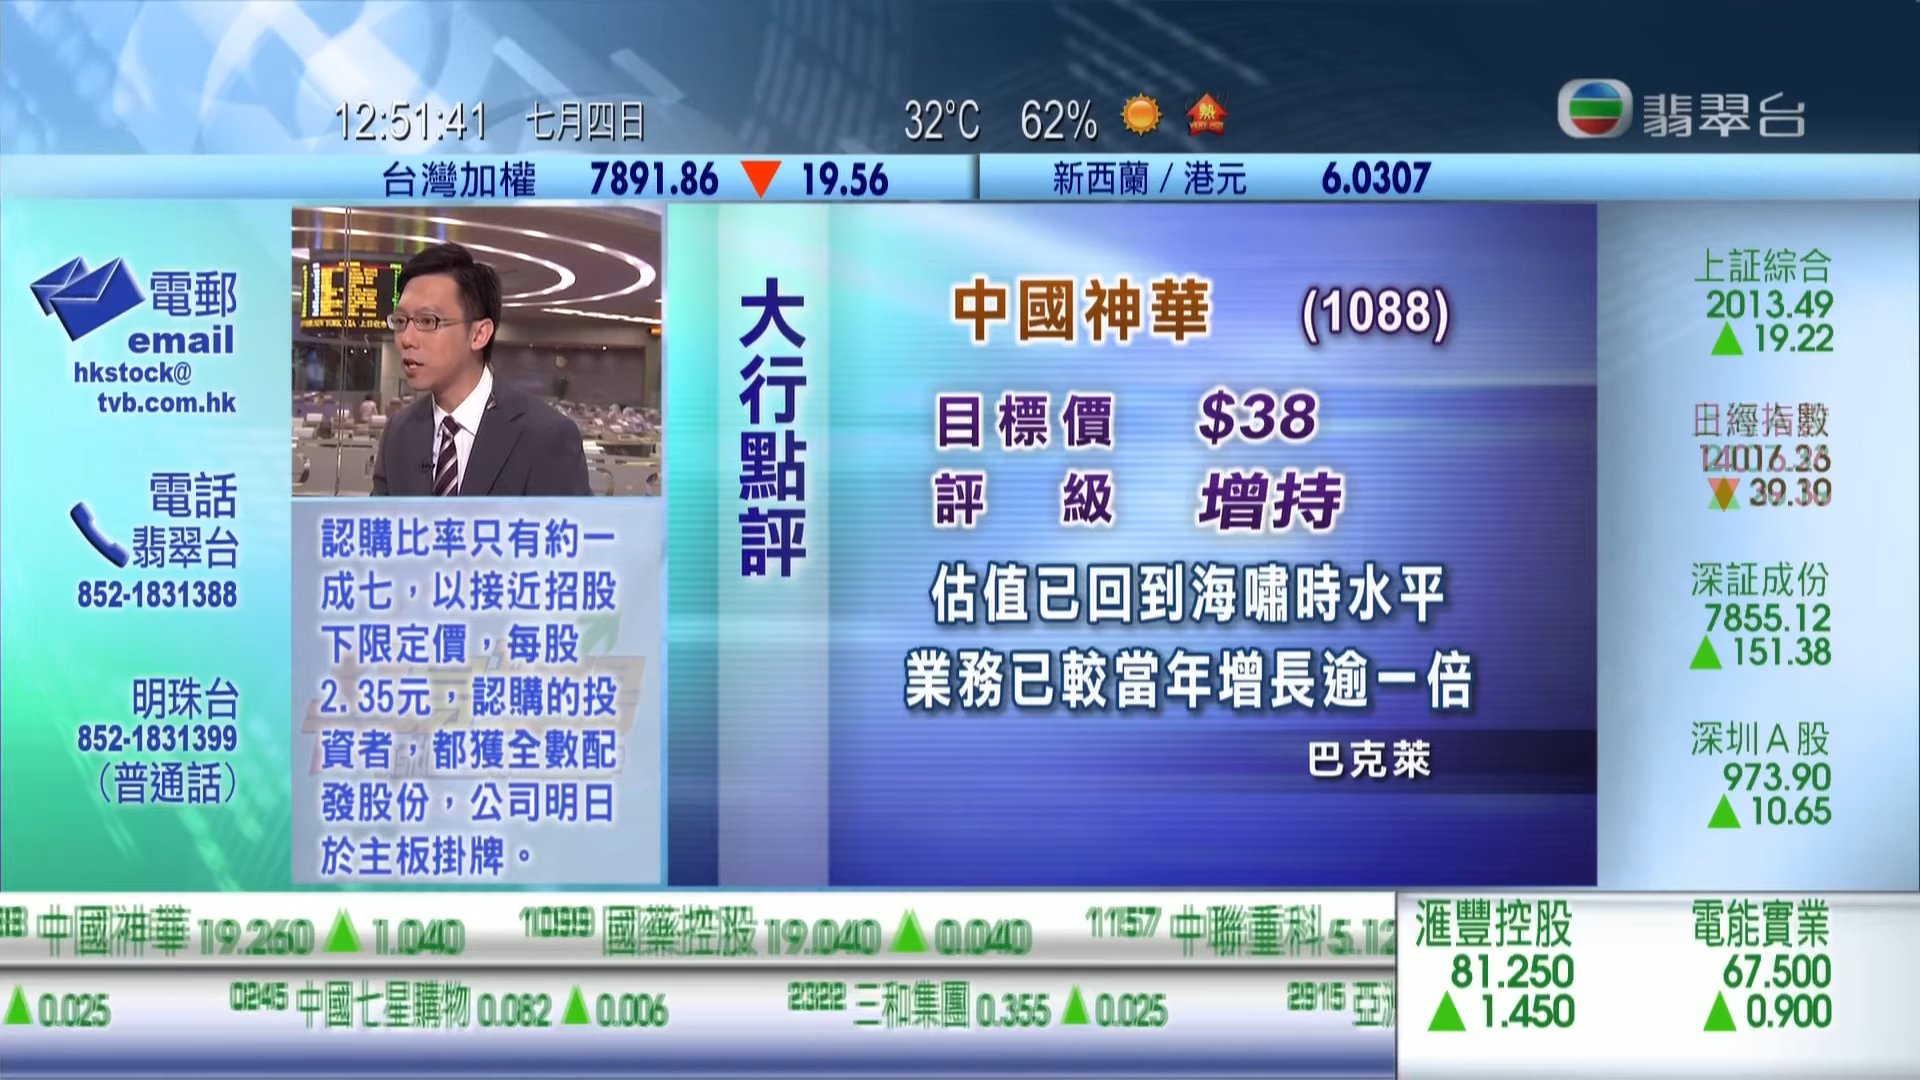 12:51:41 七月四日 32°C 62% 熱 VERY HOT
翡翠台
台灣加權 7891.86 ▼ 19.56 新西蘭 / 港元 6.0307
電郵
email
hkstock@
tvb.com.hk
電話
翡翠台
852-1831388
明珠台
852-1831399
（普通話）
認購比率只有約一
成七，以接近招股
下限定價，每股
2.35元，認購的投
資者，都獲全數配
發股份，公司明日
於主板掛牌。
大行點評
中國神華 (1088)
目標價 $38
評級 增持
估值已回到海嘯時水平
業務已較當年增長逾一倍
巴克萊
上証綜合
2013.49
▲ 19.22
深証成份
7855.12
▲ 151.38
深圳A股
973.90
▲ 10.65
中國神華 19.260 ▲ 1.040 1099 國藥控股 19.040 ▲ 0.040 1157 中聯重科 5.12
▲ 0.025 0245 中國七星購物 0.082 ▲ 0.006 2322 三和集團 0.355 ▲ 0.025 2915
滙豐控股
81.250
▲ 1.450
電能實業
67.500
▲ 0.900